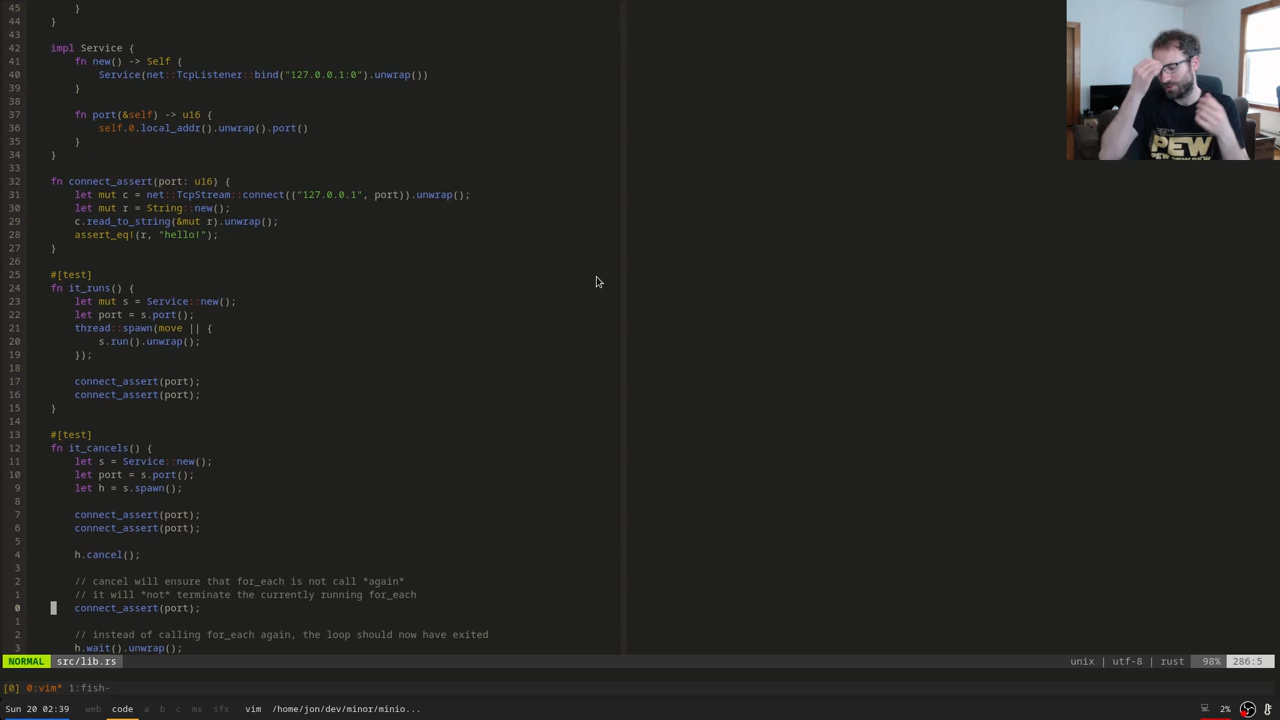 45         }
44     }
43
42     impl Service {
41         fn new() -> Self {
40             Service(net::TcpListener::bind("127.0.0.1:0").unwrap())
39         }
38
37         fn port(&self) -> u16 {
36             self.0.local_addr().unwrap().port()
35         }
34     }
33
32     fn connect_assert(port: u16) {
31         let mut c = net::TcpStream::connect(("127.0.0.1", port)).unwrap();
30         let mut r = String::new();
29         c.read_to_string(&mut r).unwrap();
28         assert_eq!(r, "hello!");
27     }
26
25     #[test]
24     fn it_runs() {
23         let mut s = Service::new();
22         let port = s.port();
21         thread::spawn(move || {
20             s.run().unwrap();
19         });
18
17         connect_assert(port);
16         connect_assert(port);
15     }
14
13     #[test]
12     fn it_cancels() {
11         let s = Service::new();
10         let port = s.port();
9         let h = s.spawn();
8
7         connect_assert(port);
6         connect_assert(port);
5
4         h.cancel();
3
2         // cancel will ensure that for_each is not call *again*
1         // it will *not* terminate the currently running for_each
0         connect_assert(port);
1
2         // instead of calling for_each again, the loop should now have exited
3         h.wait().unwrap();
NORMAL src/lib.rs unix | utf-8 | rust 98% 286:5
[0] 0:vim* 1:fish-
Sun 20 02:39 web code a b c mx sfx vim /home/jon/dev/minor/minio... 2%
PEW